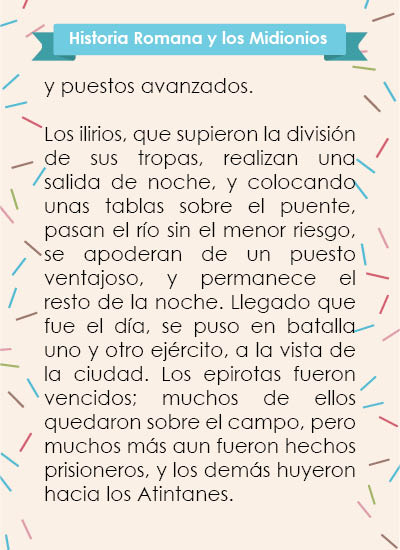 Historia Romana y los Midionios
y puestos avanzados.
Los ilirios, que supieron la división
de sus tropas, realizan una
salida de noche, y colocando
unas tablas sobre el puente,
pasan el río sin el menor riesgo,
se apoderan de un puesto
ventajoso, y permanece el
resto de la noche. Llegado que
fue el día, se puso en batalla
uno y otro ejército, a la vista de
la ciudad. Los epirotas fueron
vencidos; muchos de ellos
quedaron sobre el campo, pero
muchos más aun fueron hechos
prisioneros, y los demás huyeron
hacia los Atintanes.